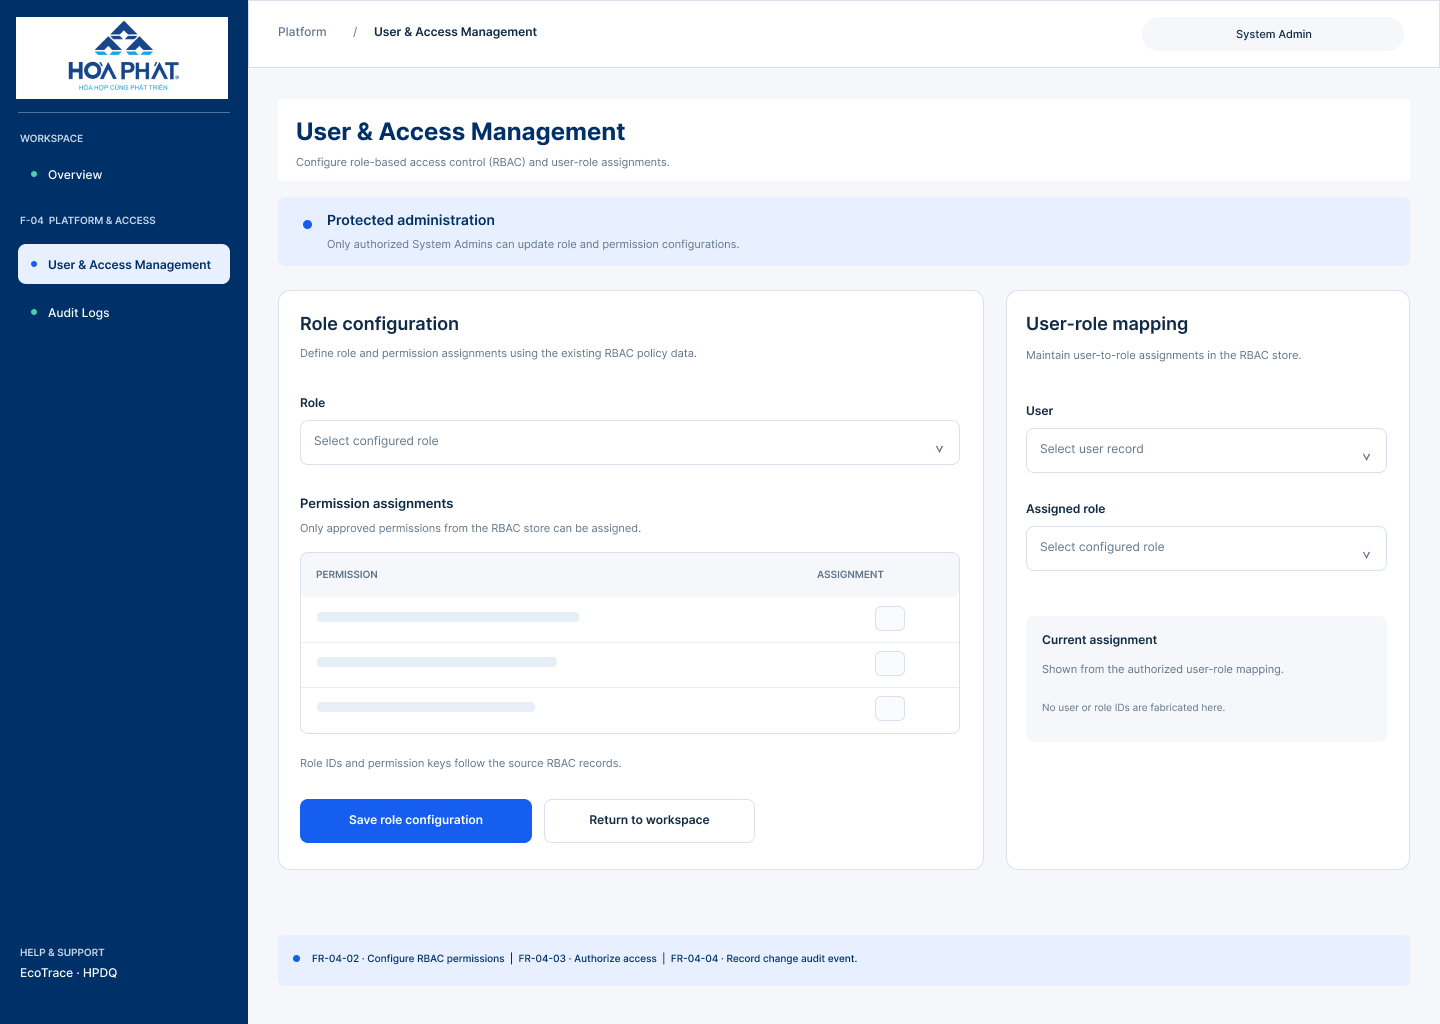 HÒA PHÁT
HÒA HỢP CÙNG PHÁT TRIỂN
WORKSPACE
Overview
F-04 PLATFORM & ACCESS
User & Access Management
Audit Logs
HELP & SUPPORT
EcoTrace · HPDQ
Platform / User & Access Management
System Admin
User & Access Management
Configure role-based access control (RBAC) and user-role assignments.
Protected administration
Only authorized System Admins can update role and permission configurations.
Role configuration
Define role and permission assignments using the existing RBAC policy data.
Role
Select configured role
Permission assignments
Only approved permissions from the RBAC store can be assigned.
PERMISSION ASSIGNMENT
Role IDs and permission keys follow the source RBAC records.
Save role configuration
Return to workspace
User-role mapping
Maintain user-to-role assignments in the RBAC store.
User
Select user record
Assigned role
Select configured role
Current assignment
Shown from the authorized user-role mapping.
No user or role IDs are fabricated here.
FR-04-02 · Configure RBAC permissions | FR-04-03 · Authorize access | FR-04-04 · Record change audit event.